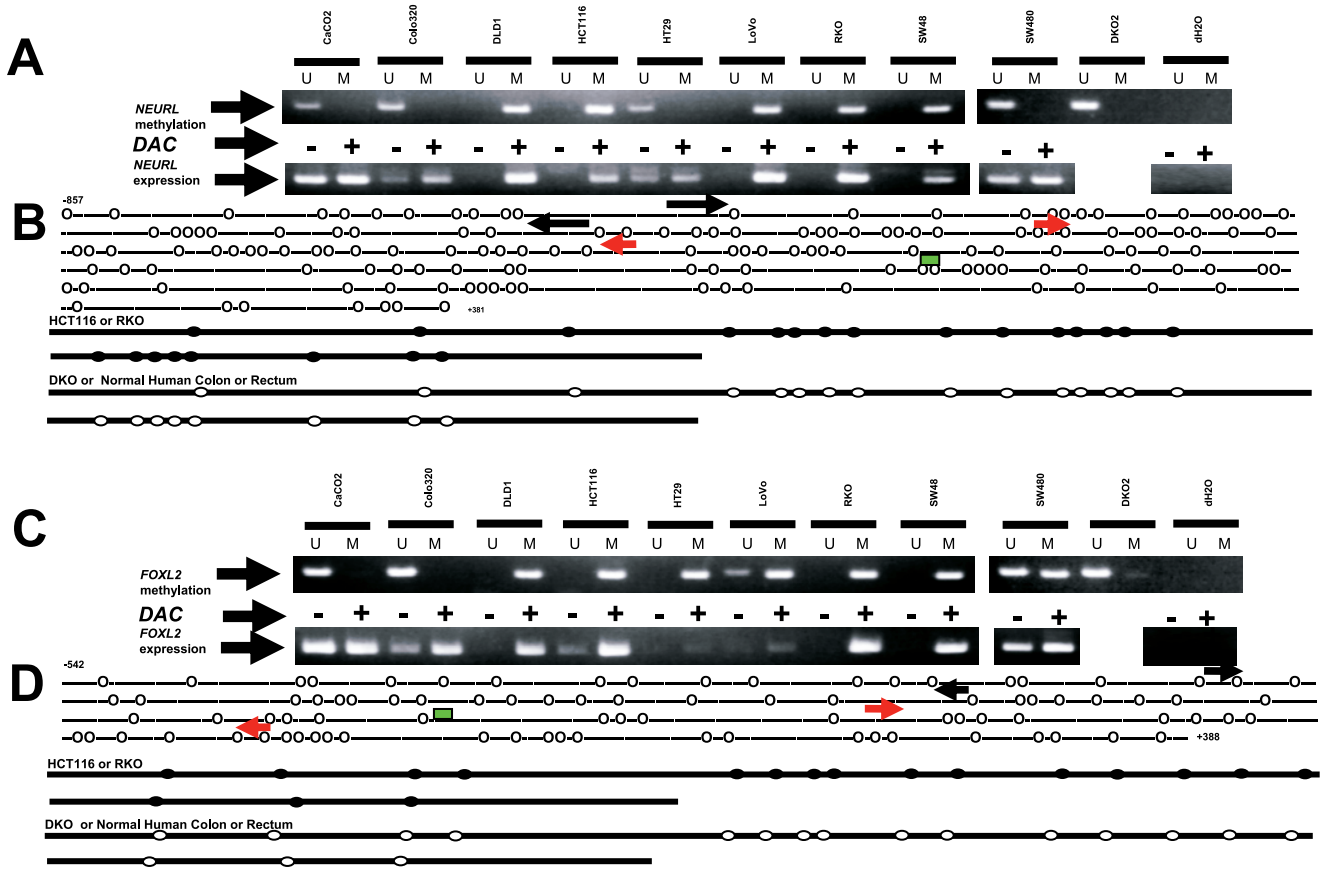 A
CaCO2 Colo320 DLD1 HCT116 HT29 LoVo RKO SW48 SW480 DKO2 dH2O
U M U M U M U M U M U M U M U M U M U M U M
NEURL
methylation
DAC - + - + - + - + - + - + - + - + - + - +
NEURL
expression
B
-857
+381
HCT116 or RKO
DKO or Normal Human Colon or Rectum
C
CaCO2 Colo320 DLD1 HCT116 HT29 LoVo RKO SW48 SW480 DKO2 dH2O
U M U M U M U M U M U M U M U M U M U M U M
FOXL2
methylation
DAC - + - + - + - + - + - + - + - + - + - +
FOXL2
expression
D
-542
+388
HCT116 or RKO
DKO or Normal Human Colon or Rectum